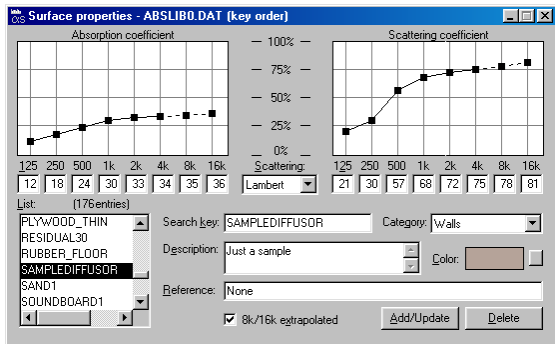 Surface properties - ABSLIB0.DAT (key order)
Absorption coefficient
Scattering coefficient
100%
75%
50%
25%
0%
125 250 500 1k 2k 4k 8k 16k
Scattering:
125 250 500 1k 2k 4k 8k 16k
12 18 24 30 33 34 35 36
Lambert
21 30 57 68 72 75 78 81
List: (176 entries)
PLYWOOD_THIN
RESIDUAL30
RUBBER_FLOOR
SAMPLEDIFFUSOR
SAND1
SOUNDBOARD1
Search key: SAMPLEDIFFUSOR
Category: Walls
Description: Just a sample
Color:
Reference: None
8k/16k extrapolated
Add/Update
Delete